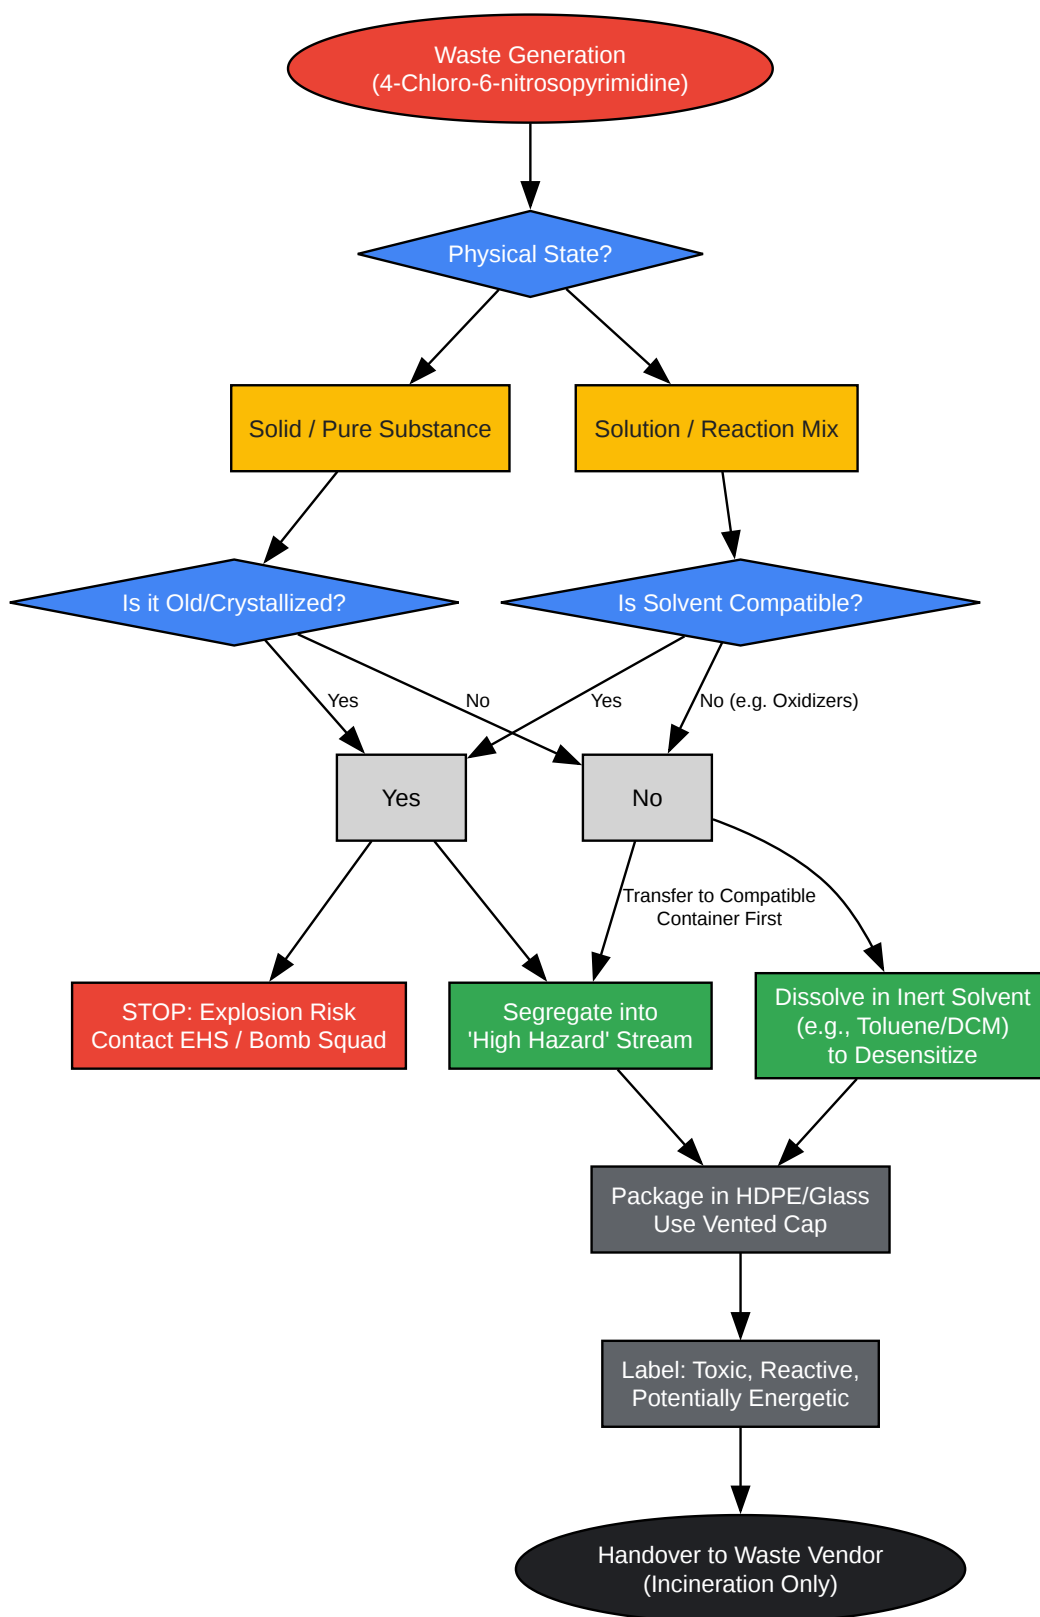 Waste Generation
(4-Chloro-6-nitrosopyrimidine)
Physical State?
Solid / Pure Substance
Solution / Reaction Mix
Is it Old/Crystallized?
Is Solvent Compatible?
Yes
No
Yes
No (e.g. Oxidizers)
Yes
No
Transfer to Compatible
Container First
STOP: Explosion Risk
Contact EHS / Bomb Squad
Segregate into
'High Hazard' Stream
Dissolve in Inert Solvent
(e.g., Toluene/DCM)
to Desensitize
Package in HDPE/Glass
Use Vented Cap
Label: Toxic, Reactive,
Potentially Energetic
Handover to Waste Vendor
(Incineration Only)